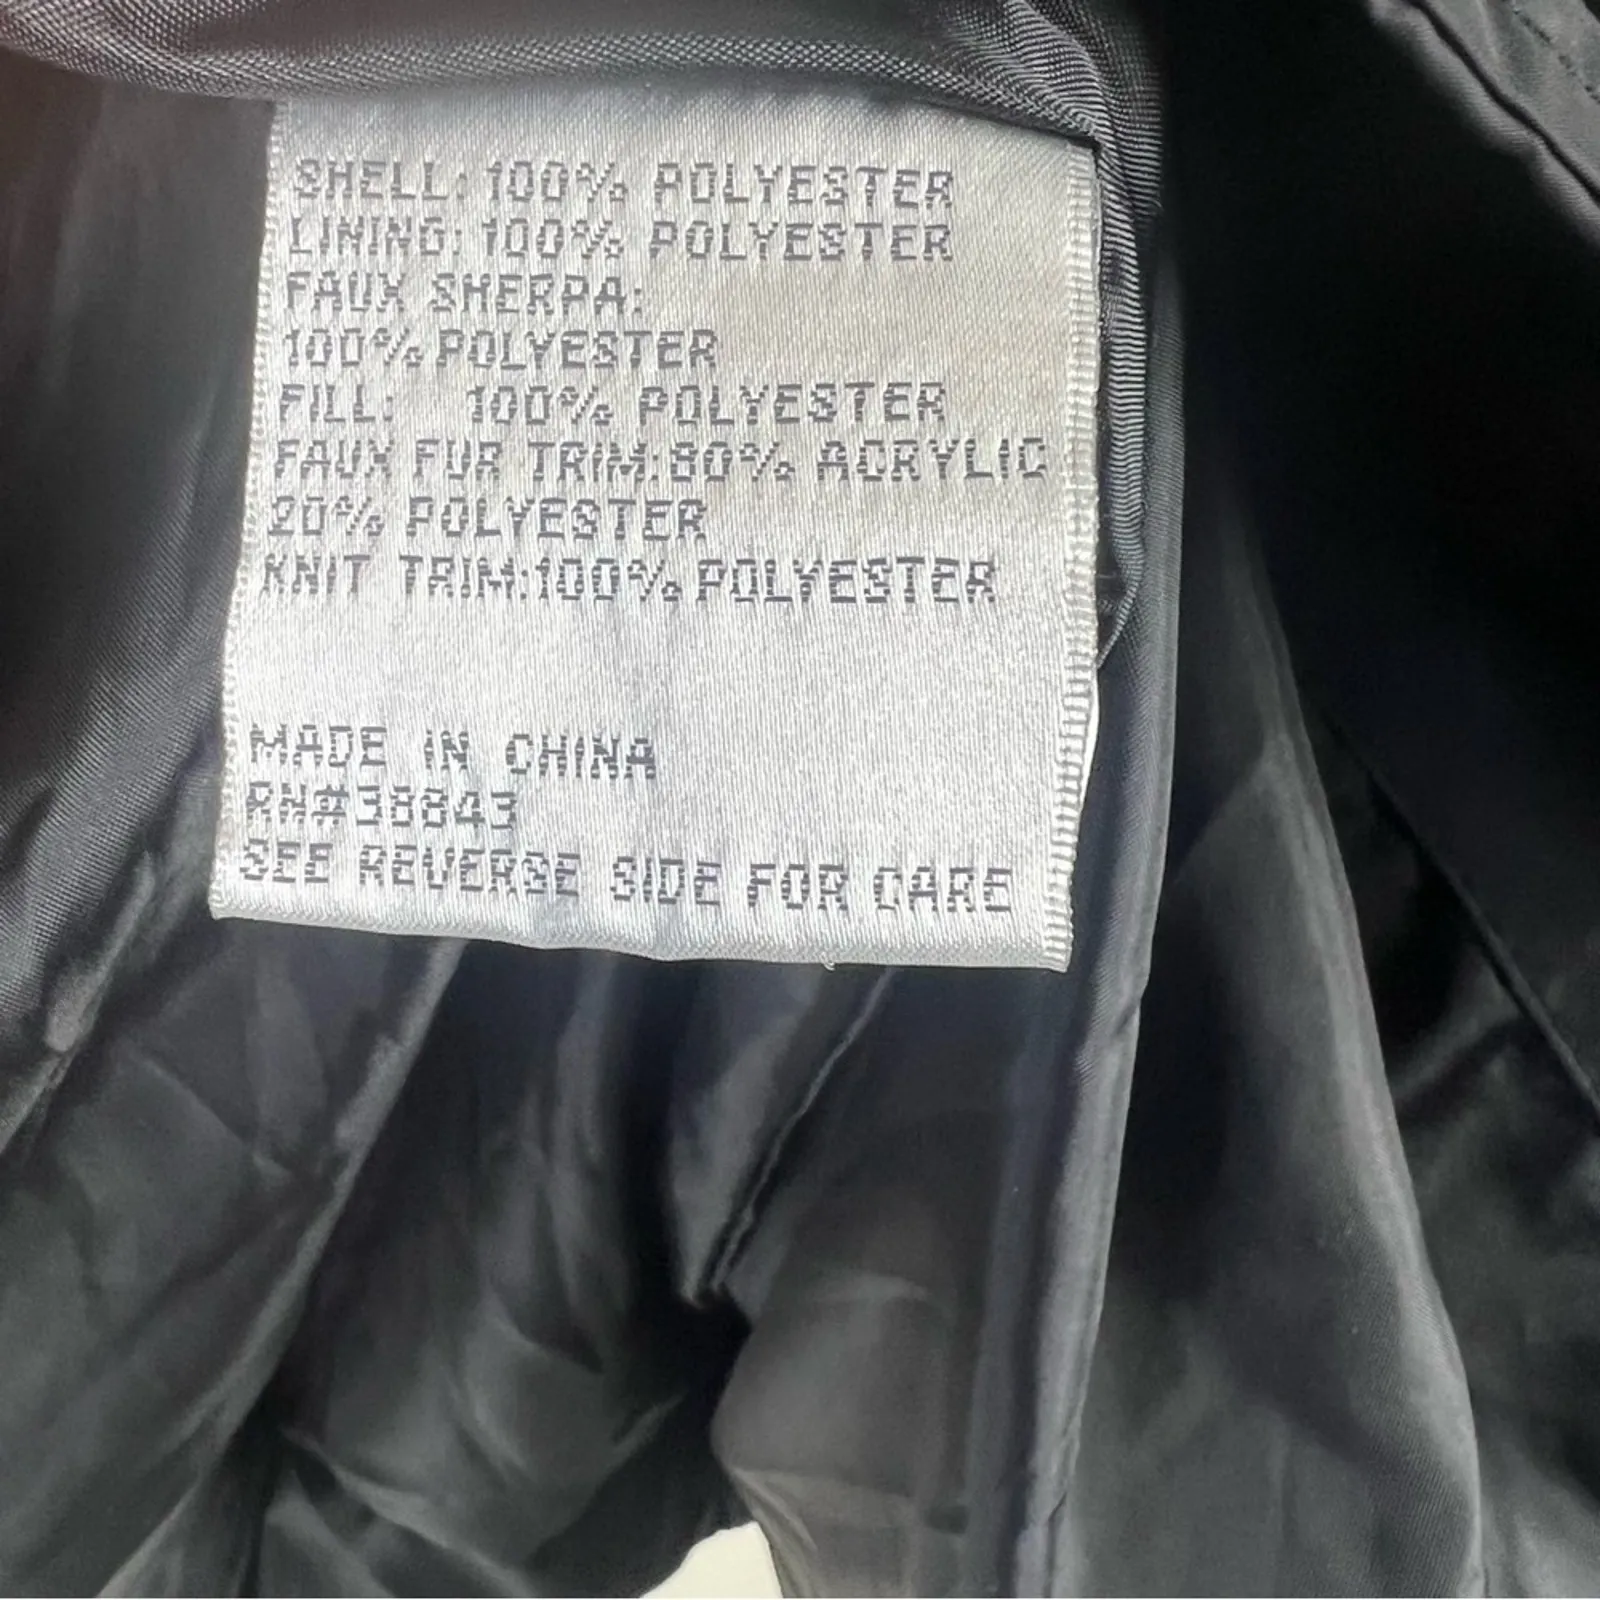 SHELL: 100% POLYESTER
LINING: 100% POLYESTER
FAUX SHERPA:
100% POLYESTER
FILL: 100% POLYESTER
FAUX FUR TRIM:80% ACRYLIC
20% POLYESTER
KNIT TRIM:100% POLYESTER
MADE IN CHINA
RN#38843
SEE REVERSE SIDE FOR CARE